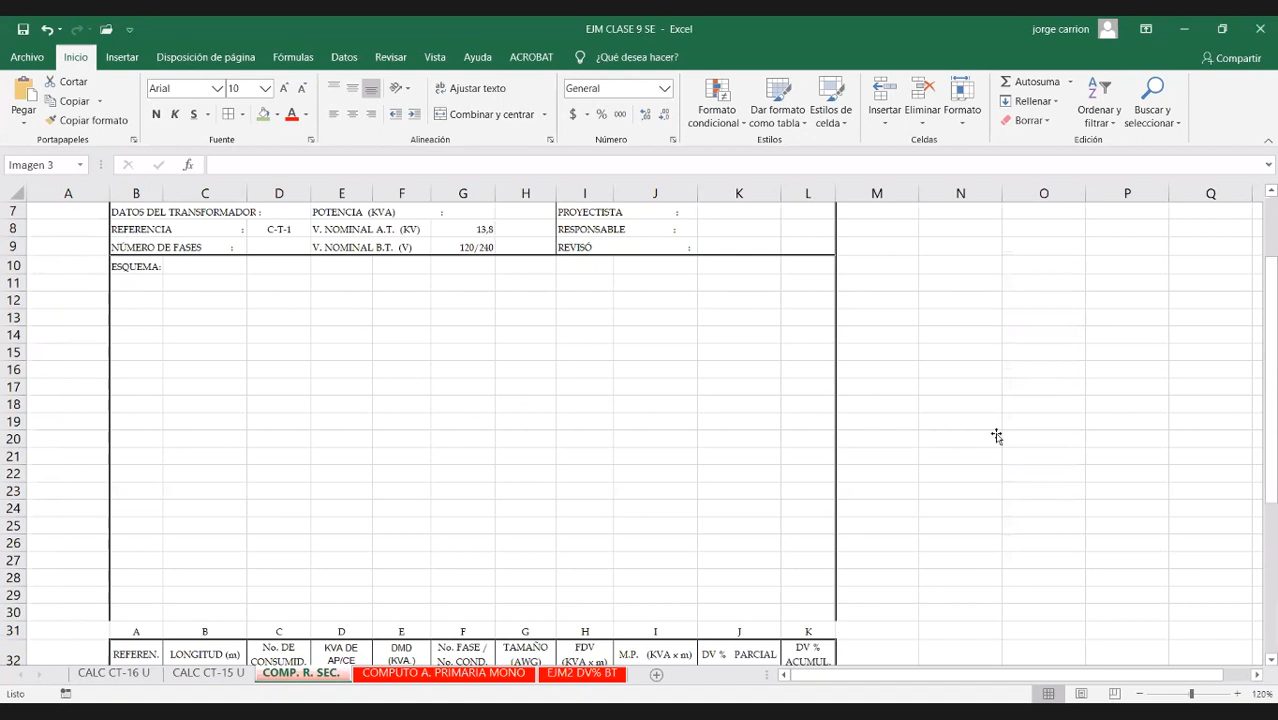 EJM CLASE 9 SE - Excel
jorge carrion
Archivo Inicio Insertar Disposición de página Fórmulas Datos Revisar Vista Ayuda ACROBAT ¿Qué desea hacer? Compartir
Pegar
Cortar
Copiar
Copiar formato
Portapapeles
Arial 10
N K S
Fuente
Ajustar texto
Combinar y centrar
Alineación
General
$ % 000
Número
Formato condicional
Dar formato como tabla
Estilos de celda
Estilos
Insertar Eliminar Formato
Celdas
Autosuma
Rellenar
Borrar
Ordenar y filtrar
Buscar y seleccionar
Edición
Imagen 3 fx
A B C D E F G H I J K L M N O P Q
7 DATOS DEL TRANSFORMADOR : POTENCIA (KVA) : PROYECTISTA :
8 REFERENCIA : C-T-1 V. NOMINAL A.T. (KV) 13,8 RESPONSABLE :
9 NÚMERO DE FASES : V. NOMINAL B.T. (V) 120/240 REVISÓ :
10 ESQUEMA:
11
12
13
14
15
16
17
18
19
20
21
22
23
24
25
26
27
28
29
30
31 A B C D E F G H I J K
32 REFEREN. LONGITUD (m) No. DE CONSUMID. KVA DE AP/CE DMD (KVA ) No. FASE / No. COND. TAMAÑO (AWG) FDV (KVA x m) M.P. (KVA x m) DV % PARCIAL DV % ACUMUL
CALC CT-16 U CALC CT-15 U COMP. R. SEC. COMPUTO A. PRIMARIA MONO EJM2 DV% BT
Listo 120%